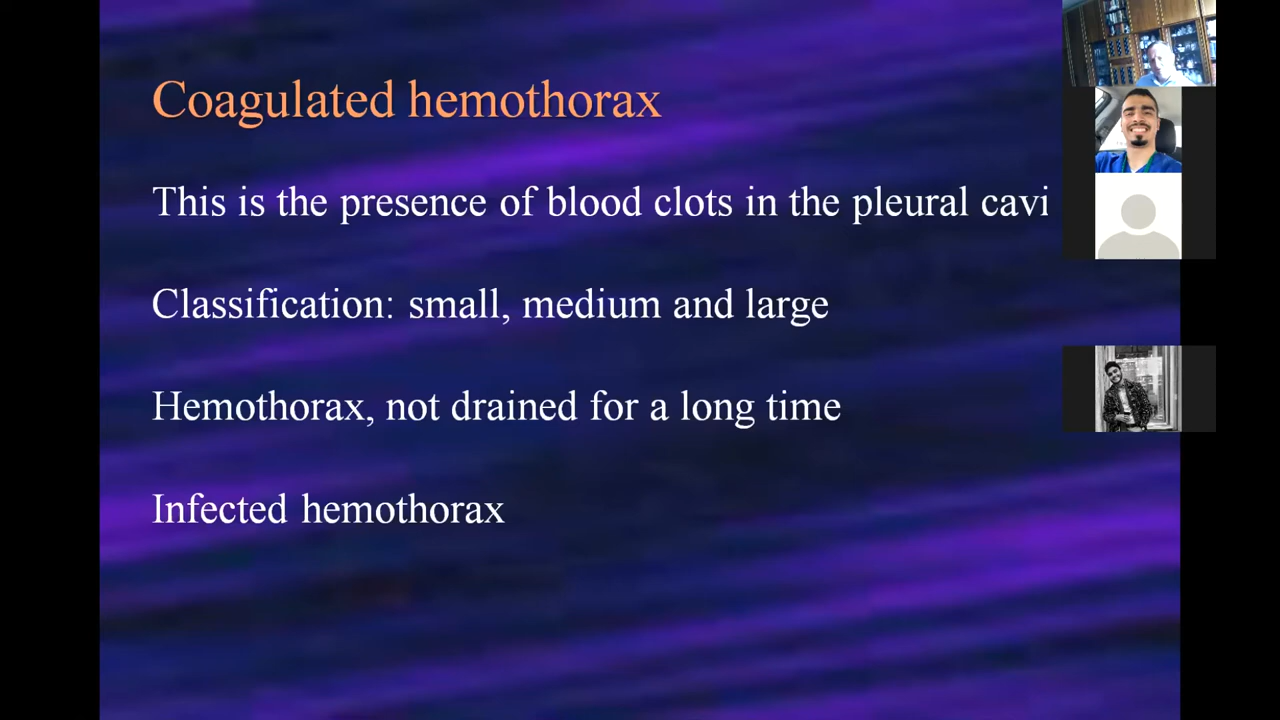 Coagulated hemothorax
This is the presence of blood clots in the pleural cavi
Classification: small, medium and large
Hemothorax, not drained for a long time
Infected hemothorax